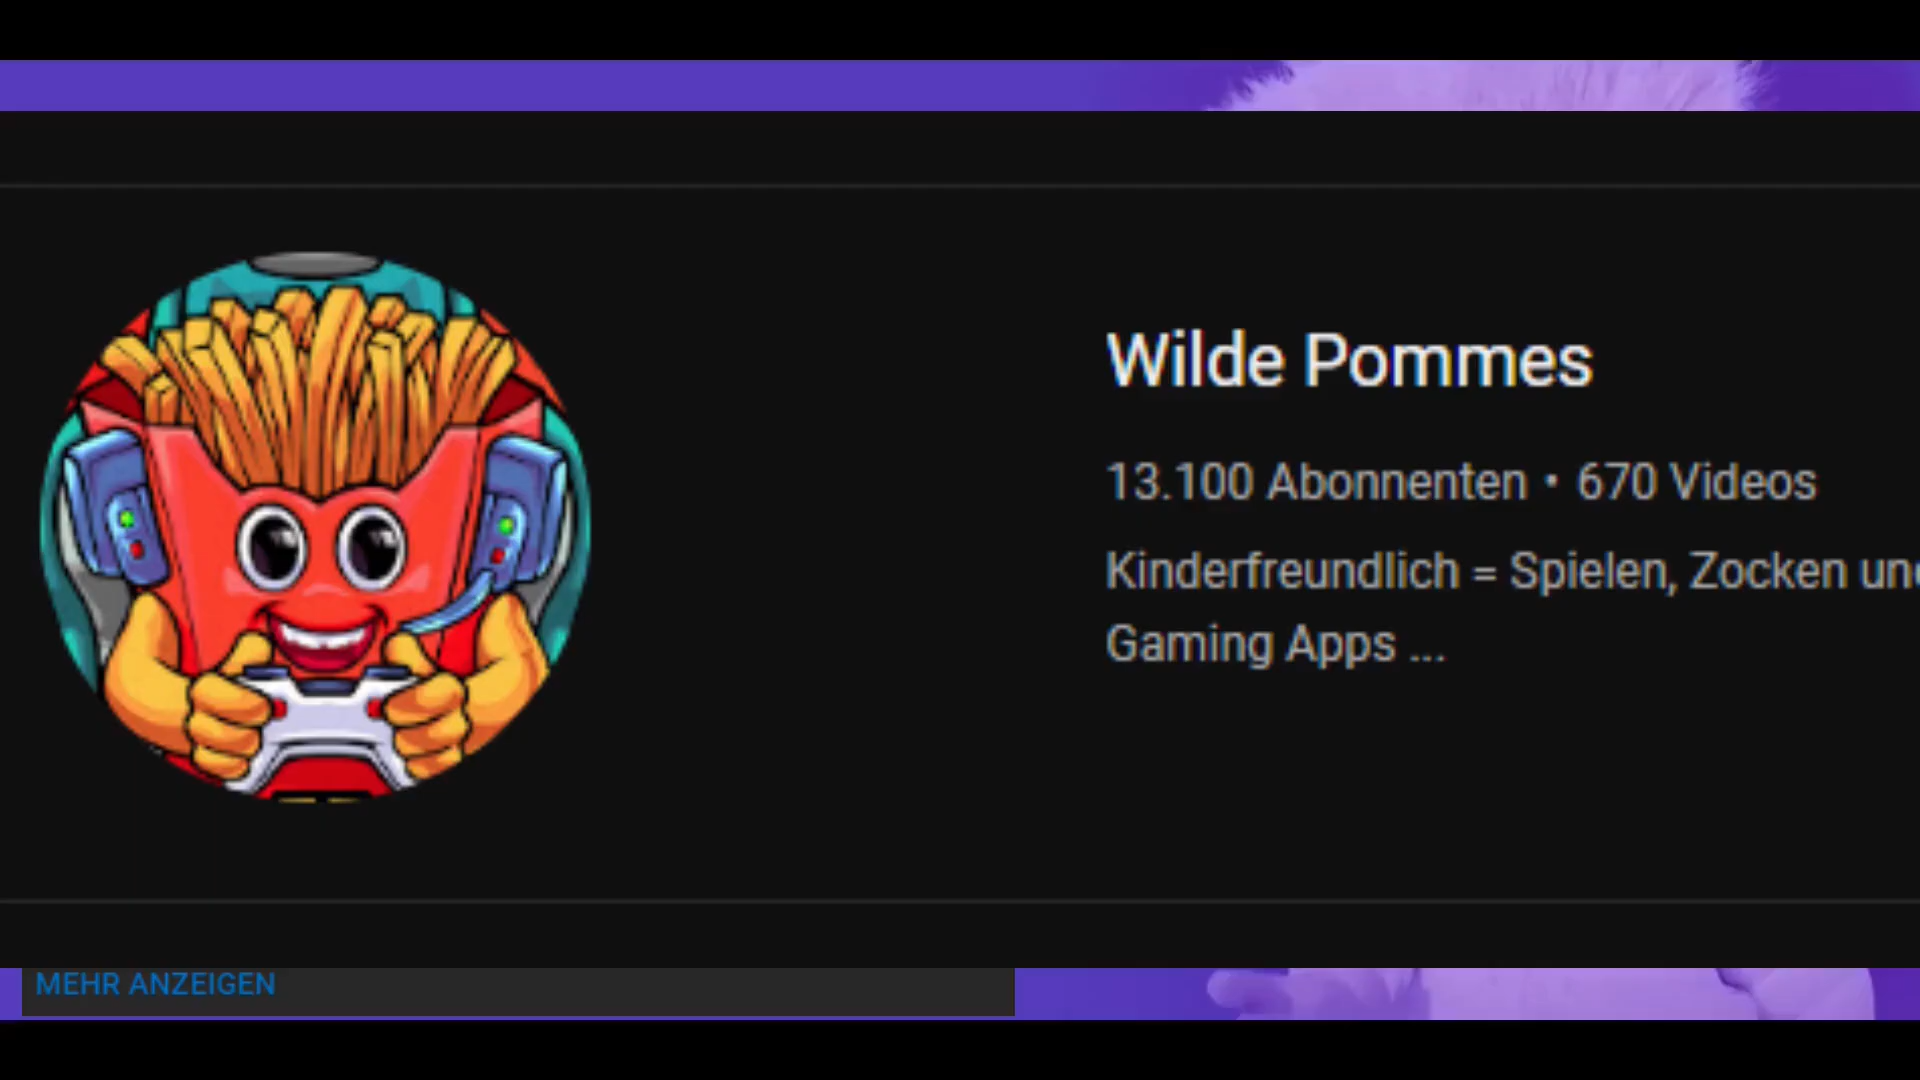 Wilde Pommes
13.100 Abonnenten • 670 Videos
Kinderfreundlich = Spielen, Zocken
Gaming Apps ...
MEHR ANZEIGEN